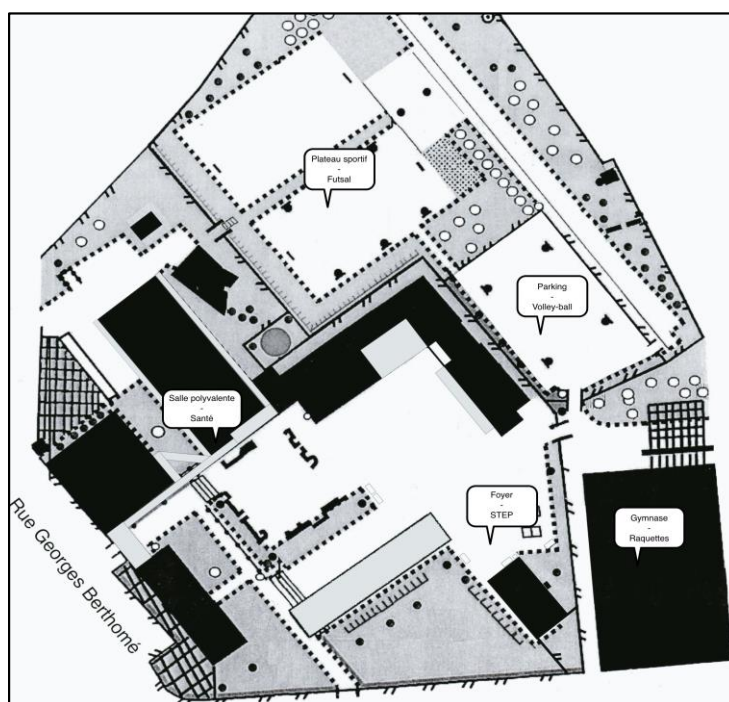 Plateau sportif
-
Futsal
Parking
-
Volley-ball
Salle polyvalente
-
Santé
Foyer
-
STEP
Gymnase
-
Raquettes
Rue Georges Berthomé